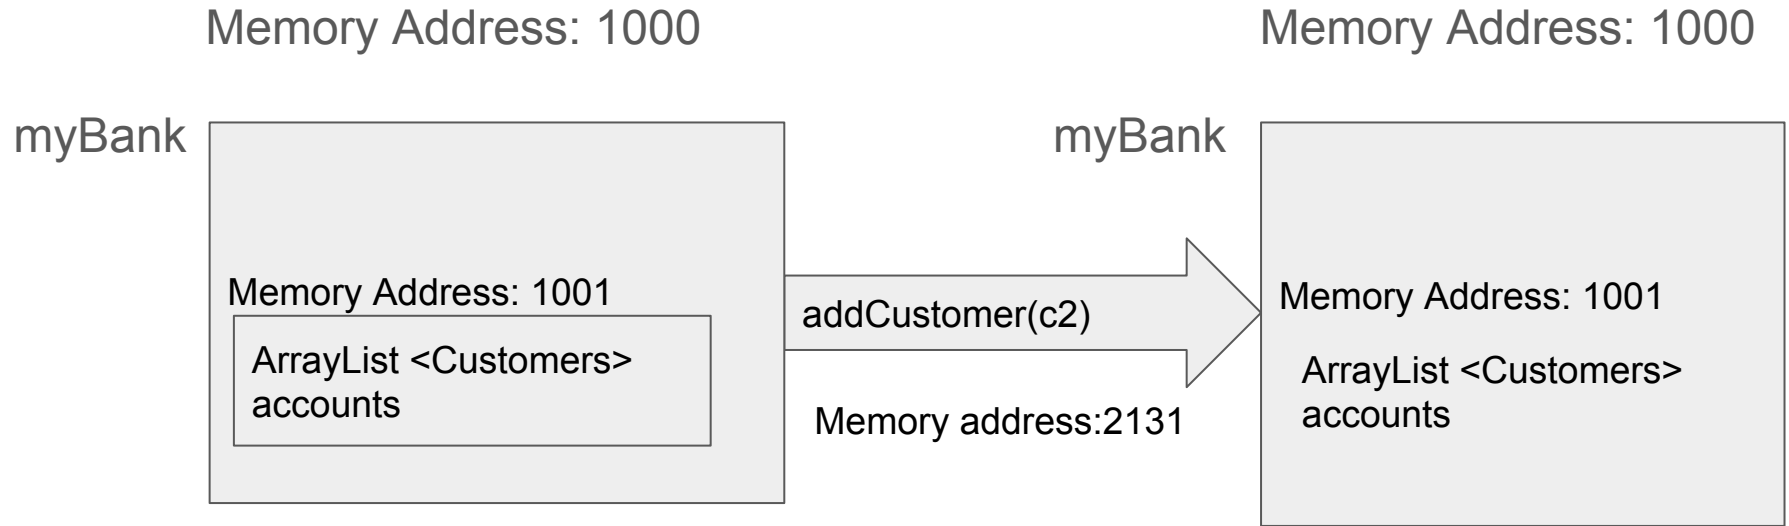 Memory Address: 1000
Memory Address: 1000
myBank
myBank
Memory Address: 1001
ArrayList <Customers>
accounts
addCustomer(c2)
Memory address:2131
Memory Address: 1001
ArrayList <Customers>
accounts